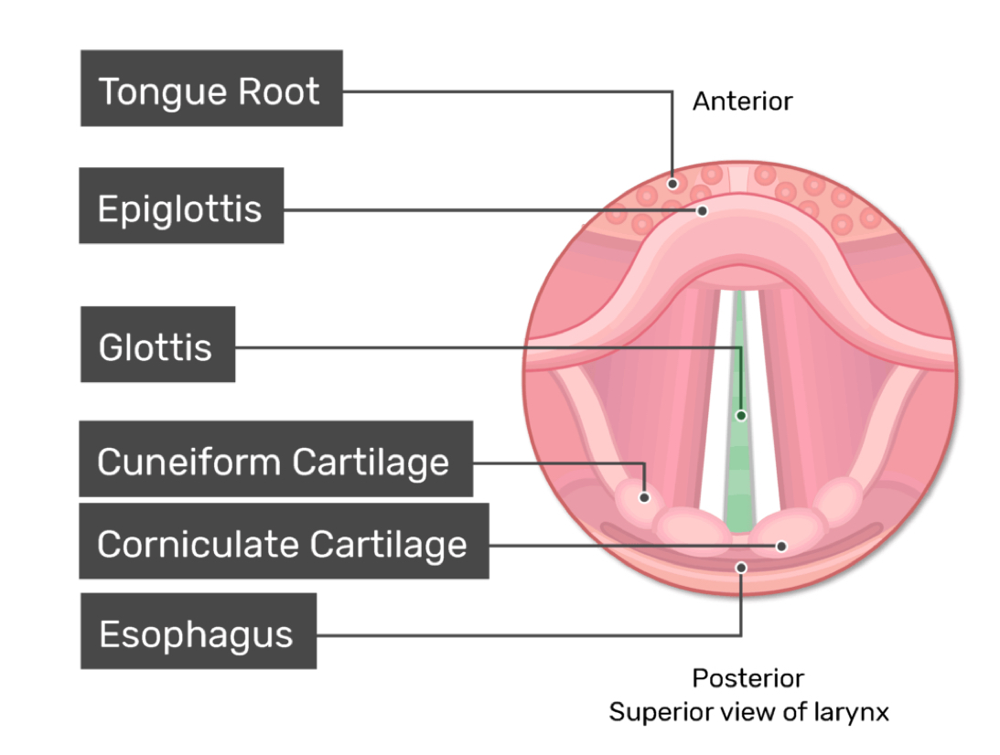 Tongue Root
Anterior
Epiglottis
Glottis
Cuneiform Cartilage
Corniculate Cartilage
Esophagus
Posterior
Superior view of larynx